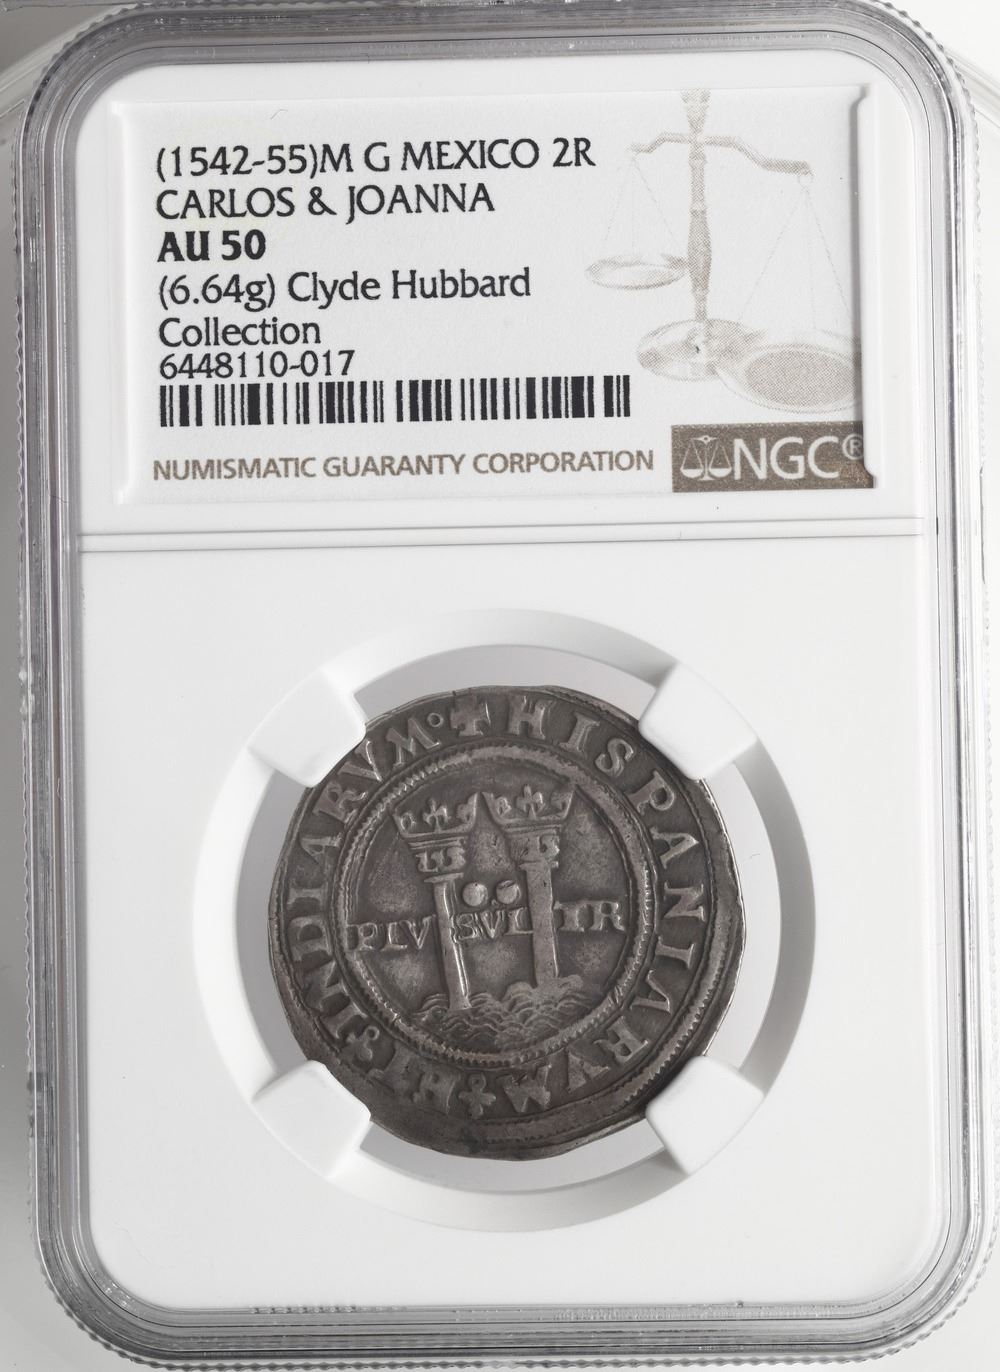 (1542-55)M G MEXICO 2R
CARLOS & JOANNA
AU 50
(6.64g) Clyde Hubbard
Collection
6448110-017
NUMISMATIC GUARANTY CORPORATION
NGC®
✚ HISPANIARVM ET INDIARVM°
PLV SVL TR